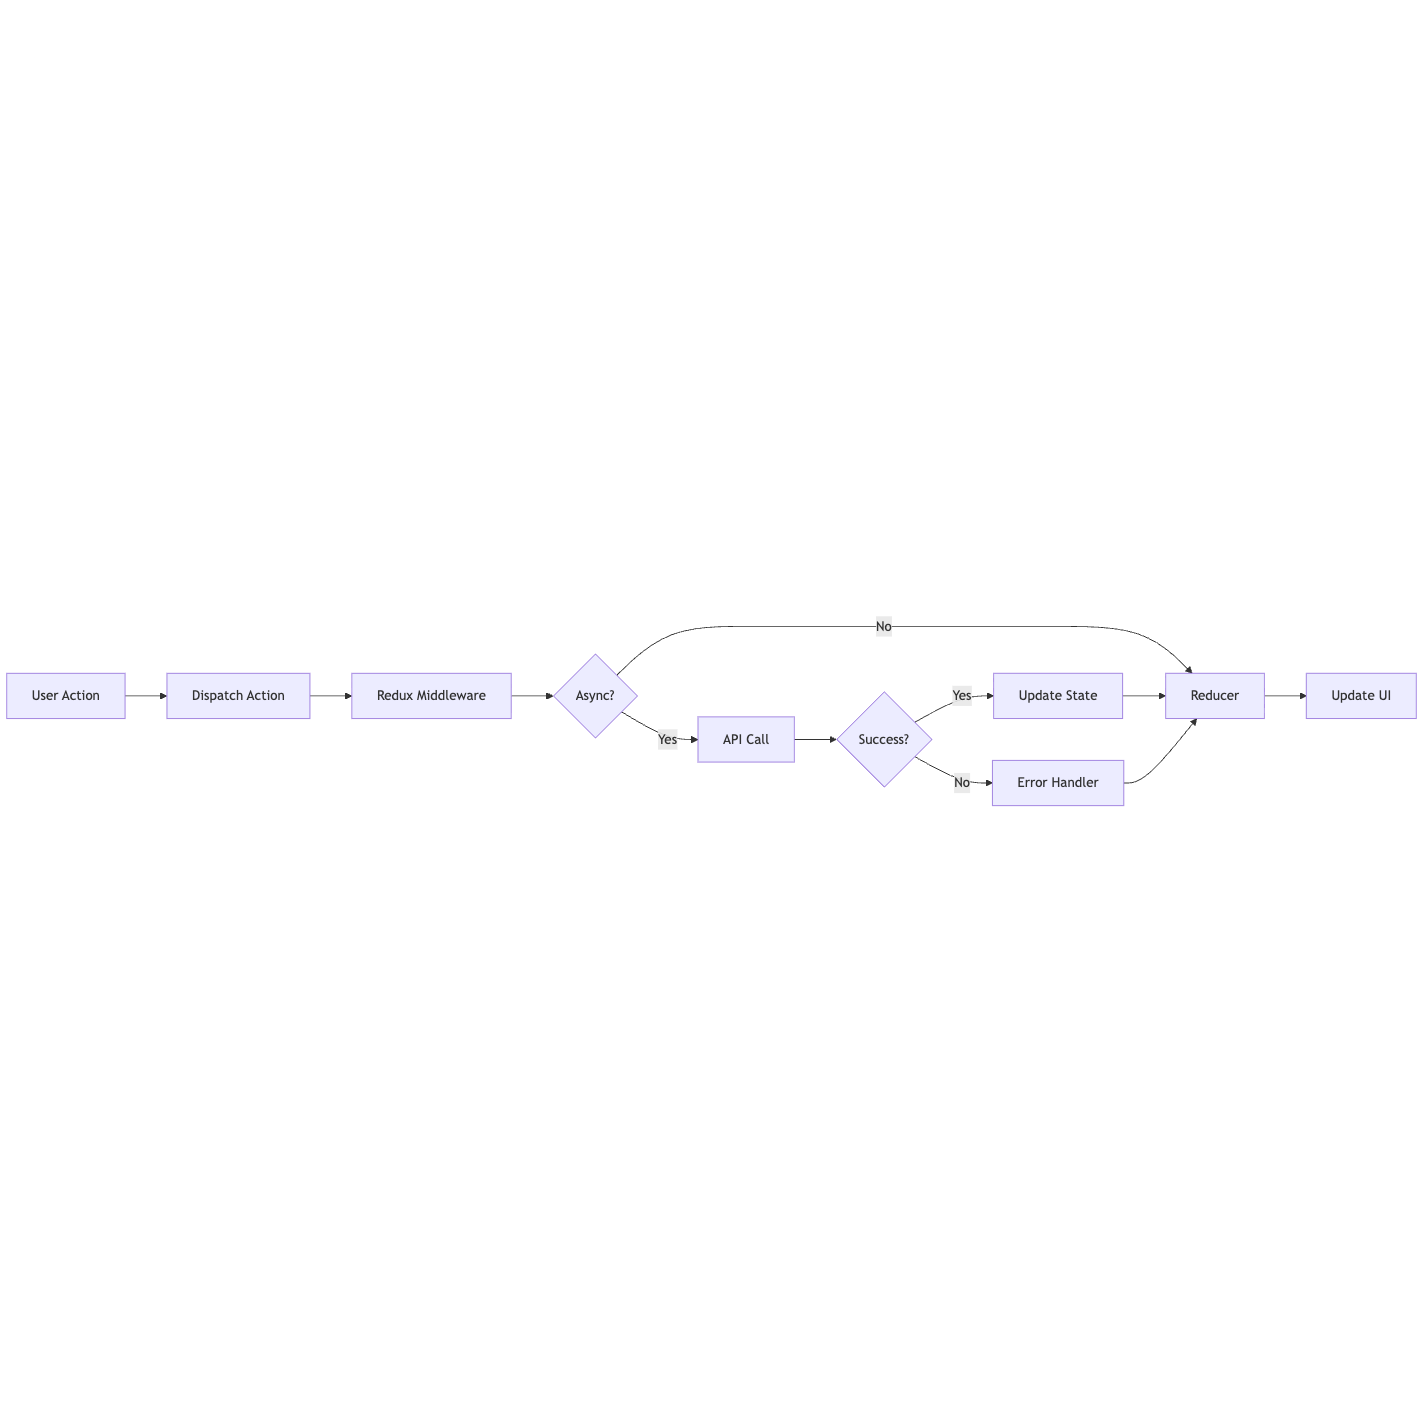 User Action
Dispatch Action
Redux Middleware
Async?
No
Yes
API Call
Success?
Yes
No
Update State
Error Handler
Reducer
Update UI